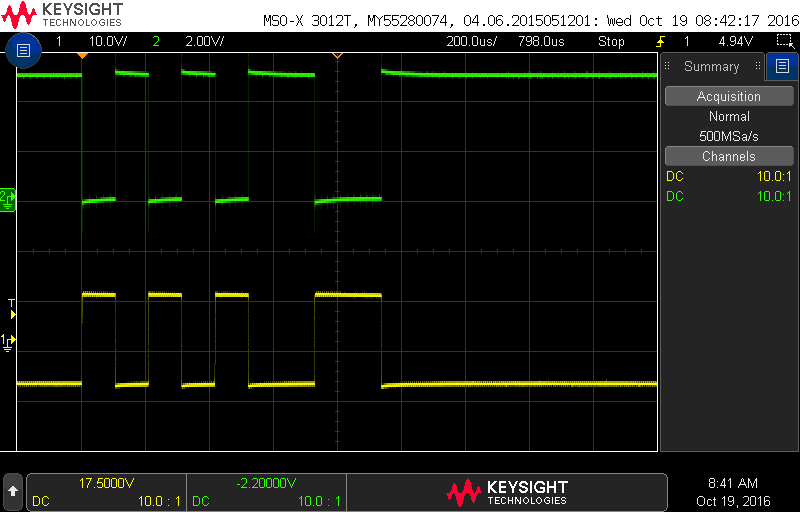 KEYSIGHT
TECHNOLOGIES
MSO-X 3012T, MY55280074, 04.06.2015051201: Wed Oct 19 08:42:17 2016
1 10.0V/ 2 2.00V/ 200.0us/ 798.0us Stop 1 4.94V
Summary
Acquisition
Normal
500MSa/s
Channels
DC 10.0:1
DC 10.0:1
2
T
1
17.5000V -2.20000V
DC 10.0 : 1 DC 10.0 : 1
KEYSIGHT
TECHNOLOGIES
8:41 AM
Oct 19, 2016